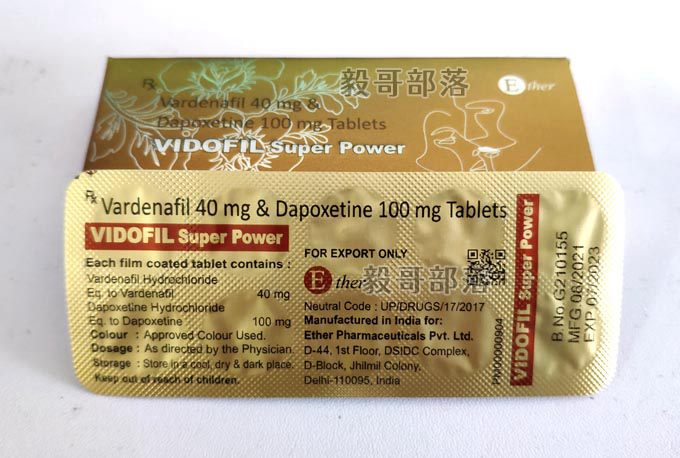 Rx
Vardenafil 40 mg &
Dapoxetine 100 mg Tablets
VIDOFIL Super Power
毅哥部落
Ether
Rx Vardenafil 40 mg & Dapoxetine 100 mg Tablets
VIDOFIL Super Power
Each film coated tablet contains :
Vardenafil Hydrochloride
Eq. to Vardenafil 40 mg
Dapoxetine Hydrochloride
Eq. to Dapoxetine 100 mg
Colour : Approved Colour Used.
Dosage : As directed by the Physician
Storage : Store in a cool, dry & dark place.
Keep out of reach of children.
FOR EXPORT ONLY
Ether
毅哥部落
Neutral Code : UP/DRUGS/17/2017
Manufactured in India for:
Ether Pharmaceuticals Pvt. Ltd.
D-44, 1st Floor, DSIDC Complex,
D-Block, Jhilmil Colony,
Delhi-110095, India
PM00000904
VIDOFIL Super Power
B.No.G210155
MFG.08/2021
EXP.07/2023